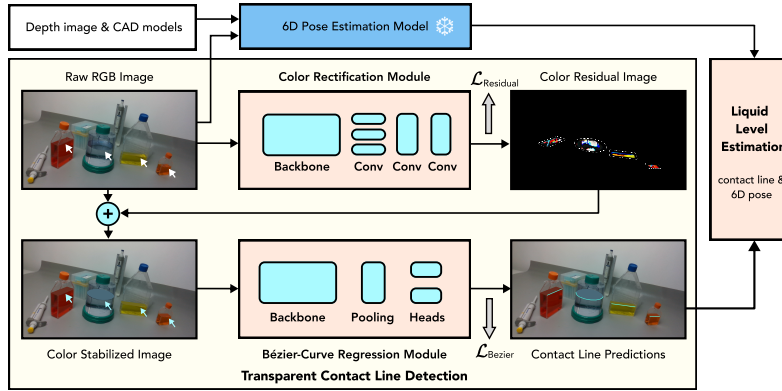 Depth image & CAD models
6D Pose Estimation Model
Raw RGB Image
Color Rectification Module
ℒResidual
Color Residual Image
Backbone
Conv
Conv
Conv
Liquid
Level
Estimation
contact line &
6D pose
+
Backbone
Pooling
Heads
Color Stabilized Image
Bézier-Curve Regression Module
ℒBezier
Contact Line Predictions
Transparent Contact Line Detection